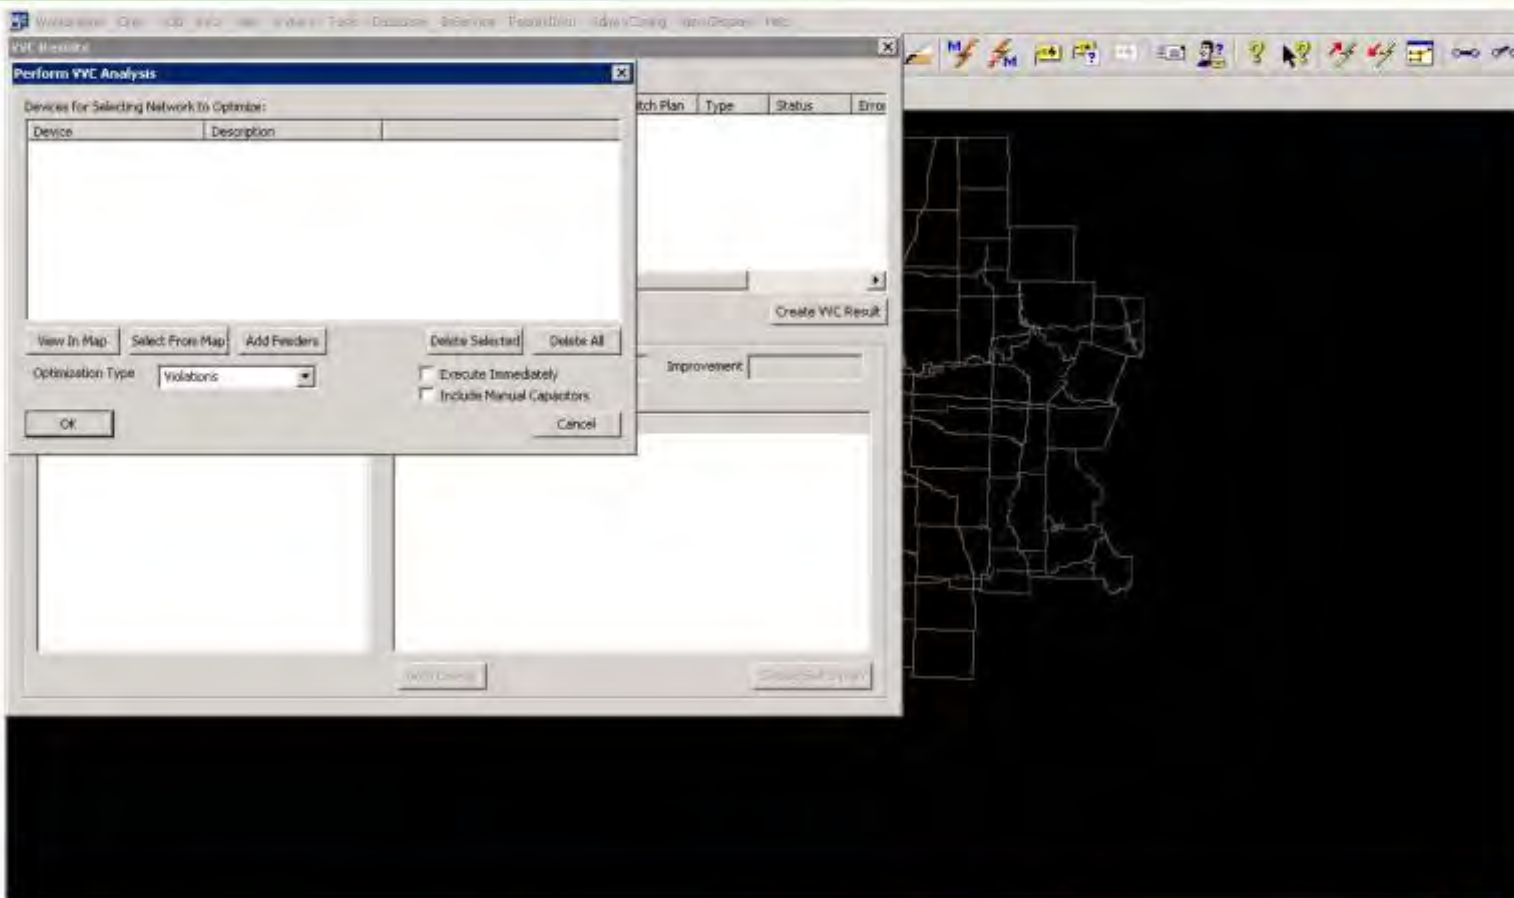 VVC Results
Perform VVC Analysis
Devices for Selecting Network to Optimize:
Device Description
itch Plan Type Status Error
Create VVC Result
View In Map Select From Map Add Feeders Delete Selected Delete All
Optimization Type Violations
Execute Immediately
Include Manual Capacitors
Improvement
OK Cancel